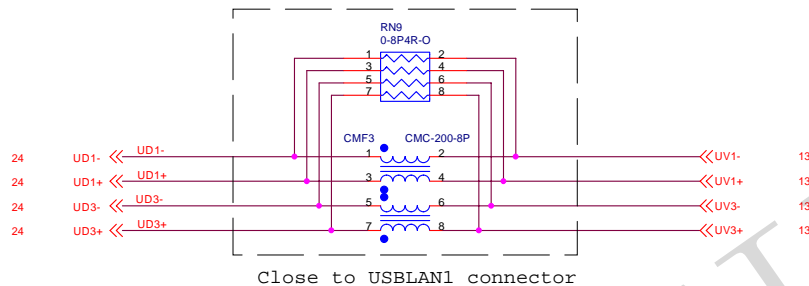 RN9
0-8P4R-O
1 2
3 4
5 6
7 8
CMF3 CMC-200-8P
24 UD1- UD1- 1 2 UV1- 13
24 UD1+ UD1+ 3 4 UV1+ 13
24 UD3- UD3- 5 6 UV3- 13
24 UD3+ UD3+ 7 8 UV3+ 13
Close to USBLAN1 connector